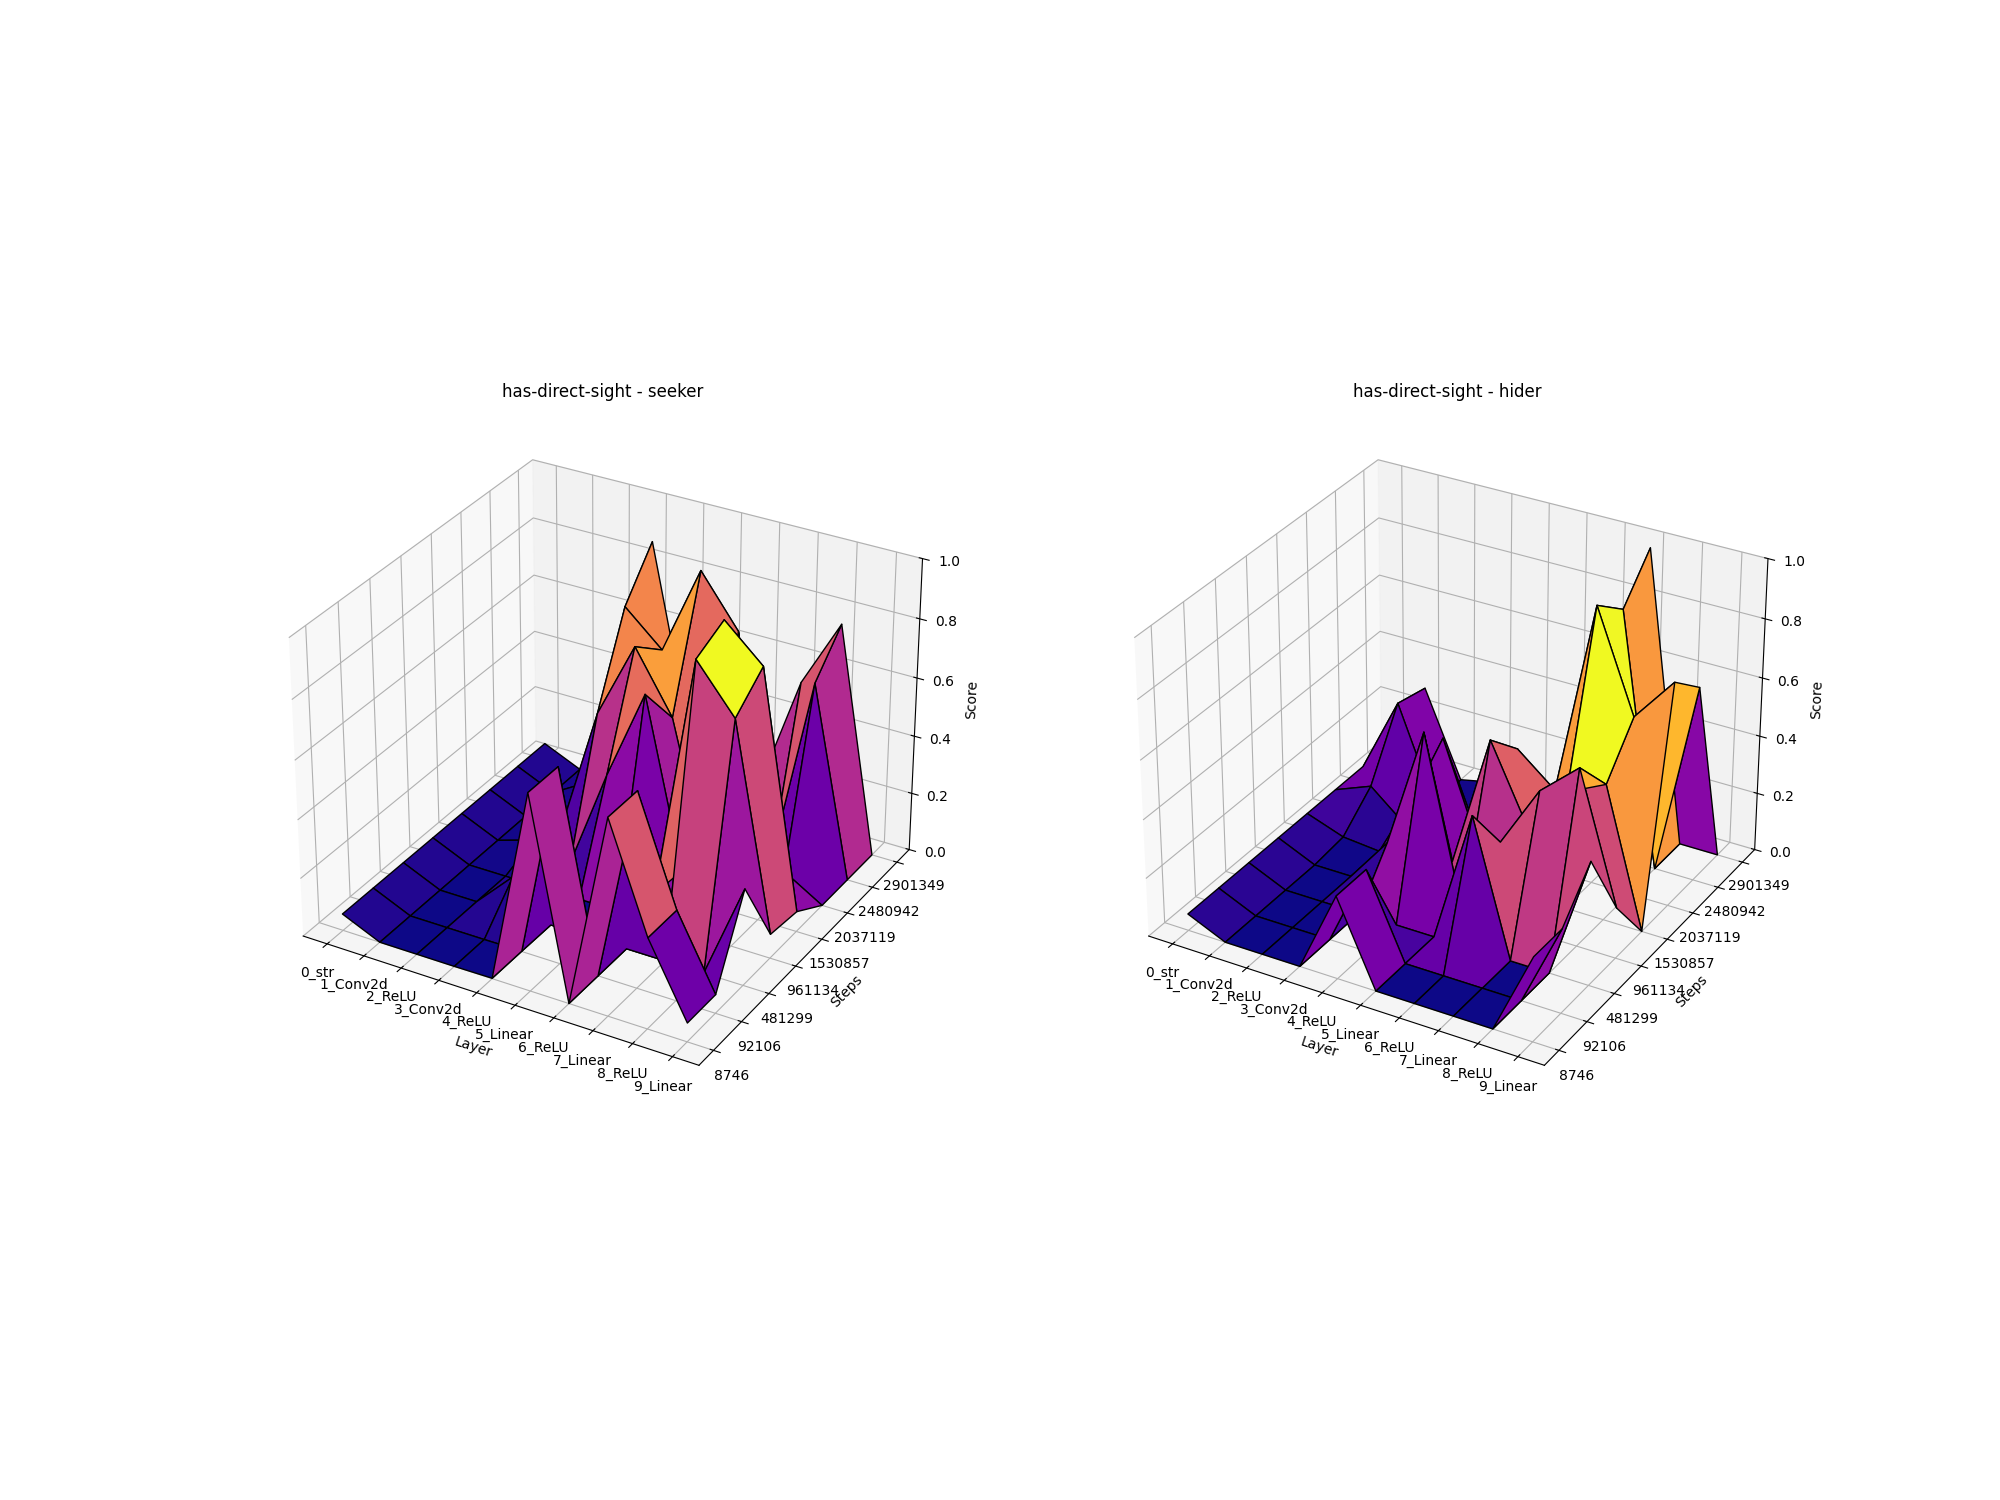 has-direct-sight - seeker
1.0
0.8
0.6
0.4
0.2
0.0
Score
2901349
2480942
2037119
1530857
961134
481299
92106
8746
Steps
0_str
1_Conv2d
2_ReLU
3_Conv2d
4_ReLU
5_Linear
6_ReLU
7_Linear
8_ReLU
9_Linear
Layer
has-direct-sight - hider
1.0
0.8
0.6
0.4
0.2
0.0
Score
2901349
2480942
2037119
1530857
961134
481299
92106
8746
Steps
0_str
1_Conv2d
2_ReLU
3_Conv2d
4_ReLU
5_Linear
6_ReLU
7_Linear
8_ReLU
9_Linear
Layer